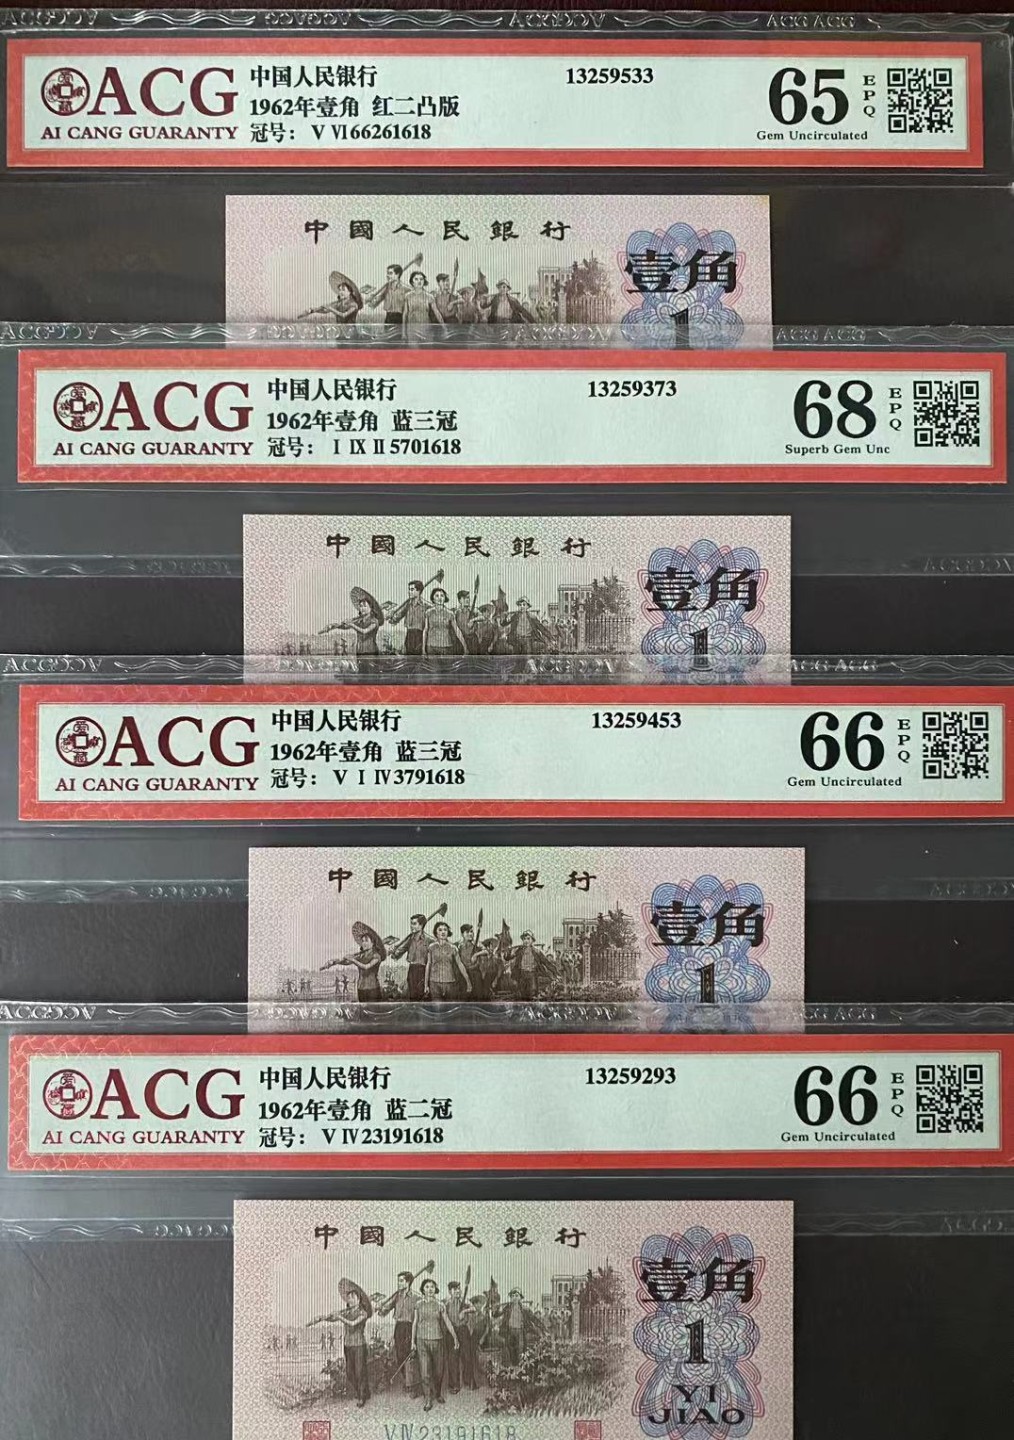 ACG ACG
ACG
AI CANG GUARANTY
中国人民银行
1962年壹角 红二凸版
冠号： V VI 66261618
13259533
65
EPQ
Gem Uncirculated
中國人民銀行
壹角
1
ACG ACG
ACG
AI CANG GUARANTY
中国人民银行
1962年壹角 蓝三冠
冠号： I IX II 5701618
13259373
68
EPQ
Superb Gem Unc
中國人民銀行
壹角
1
ACG ACG
ACG
AI CANG GUARANTY
中国人民银行
1962年壹角 蓝三冠
冠号： V I IV 3791618
13259453
66
EPQ
Gem Uncirculated
中國人民銀行
壹角
1
ACG
AI CANG GUARANTY
中国人民银行
1962年壹角 蓝二冠
冠号： V IV 23191618
13259293
66
EPQ
Gem Uncirculated
中國人民銀行
壹角
1
YI
JIAO
V IV 23191618